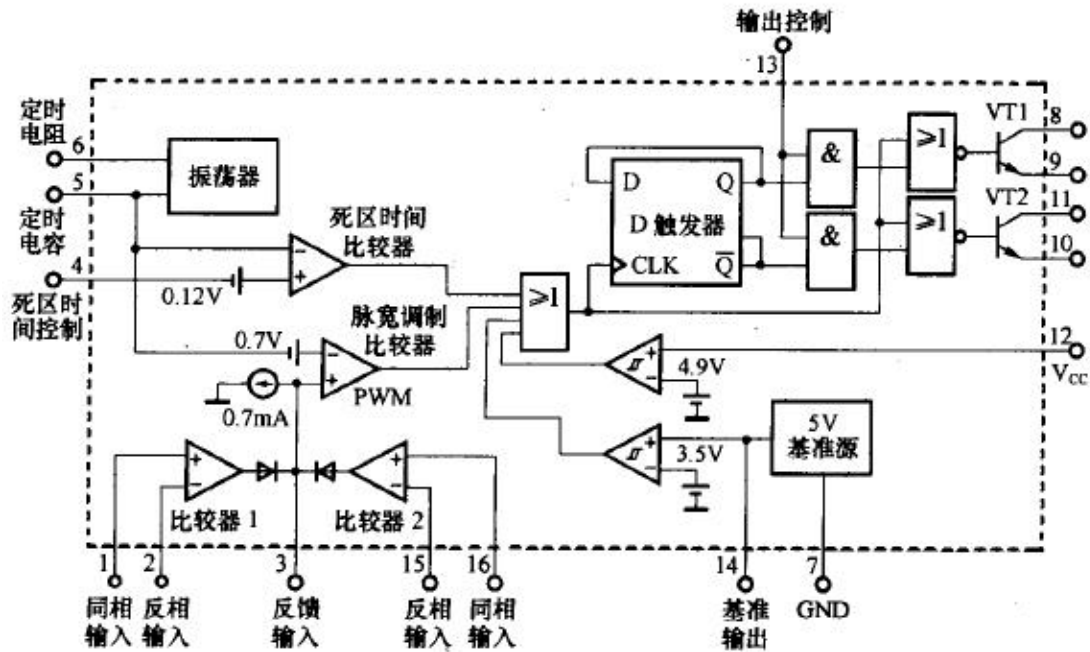 输出控制
13
定时
电阻
6
5
定时
电容
4
死区时
间控制
振荡器
0.12V
死区时间
比较器
0.7V
脉宽调制
比较器
PWM
0.7mA
≥1
D
Q
D 触发器
CLK
Q̅
&
&
≥1
≥1
VT1
8
9
VT2
11
10
12
V_CC
4.9V
3.5V
5V
基准源
比较器 1
比较器 2
1
2
3
15
16
14
7
同相
输入
反相
输入
反馈
输入
反相
输入
同相
输入
基准
输出
GND